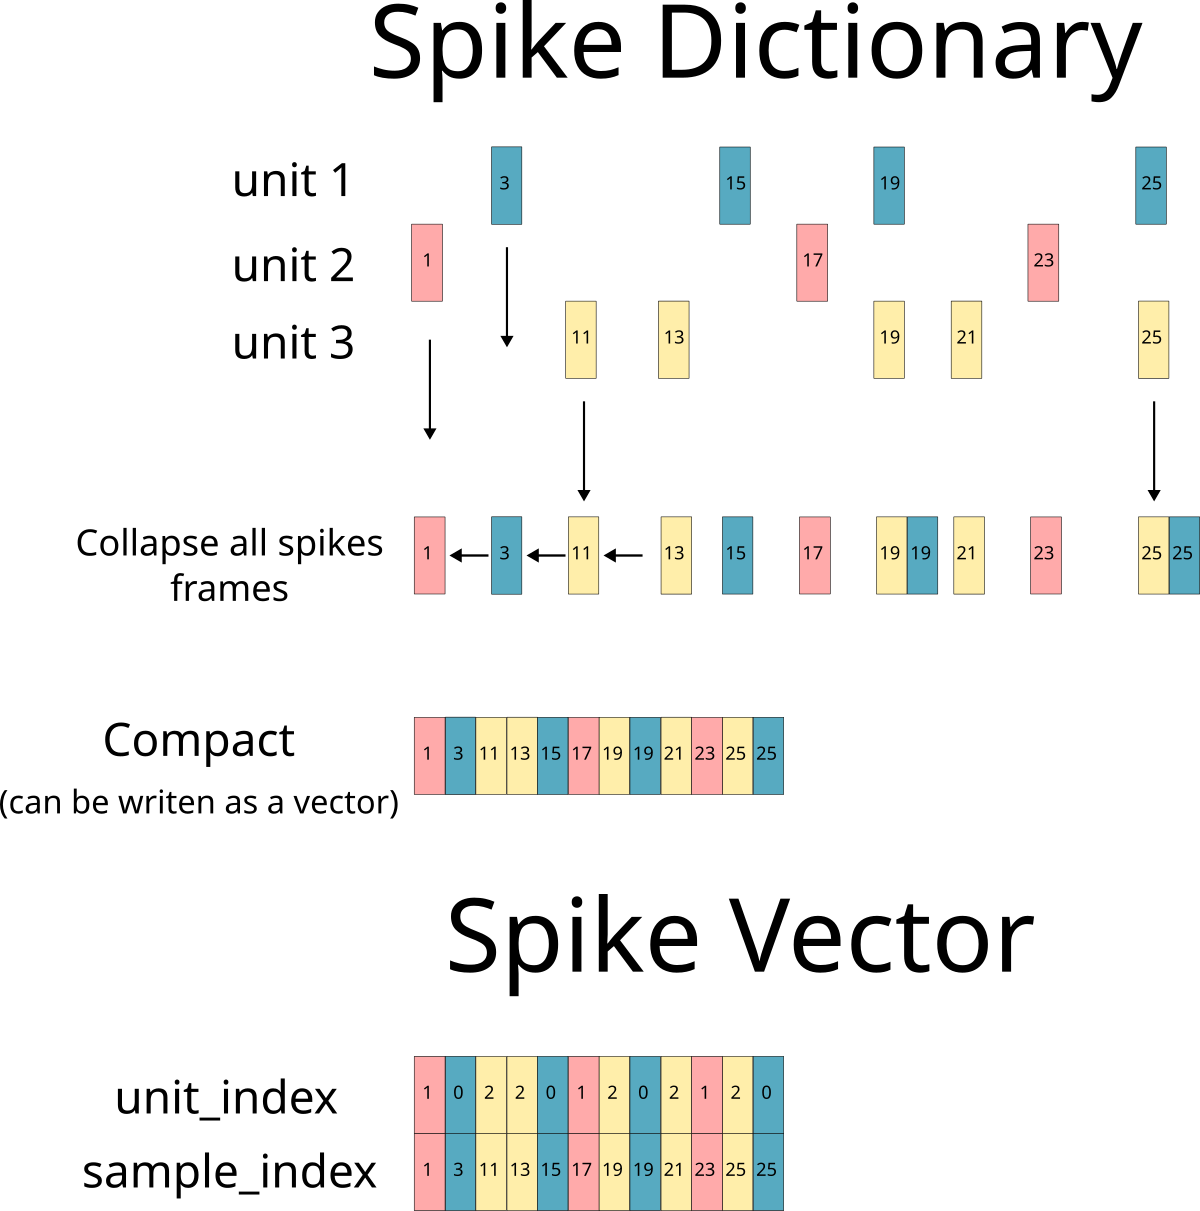 Spike Dictionary
unit 1 3 15 19 25
unit 2 1 17 23
unit 3 11 13 19 21 25
Collapse all spikes
frames
1 3 11 13 15 17 19 19 21 23 25 25
Compact
(can be writen as a vector)
1 3 11 13 15 17 19 19 21 23 25 25
Spike Vector
unit_index 1 0 2 2 0 1 2 0 2 1 2 0
sample_index 1 3 11 13 15 17 19 19 21 23 25 25